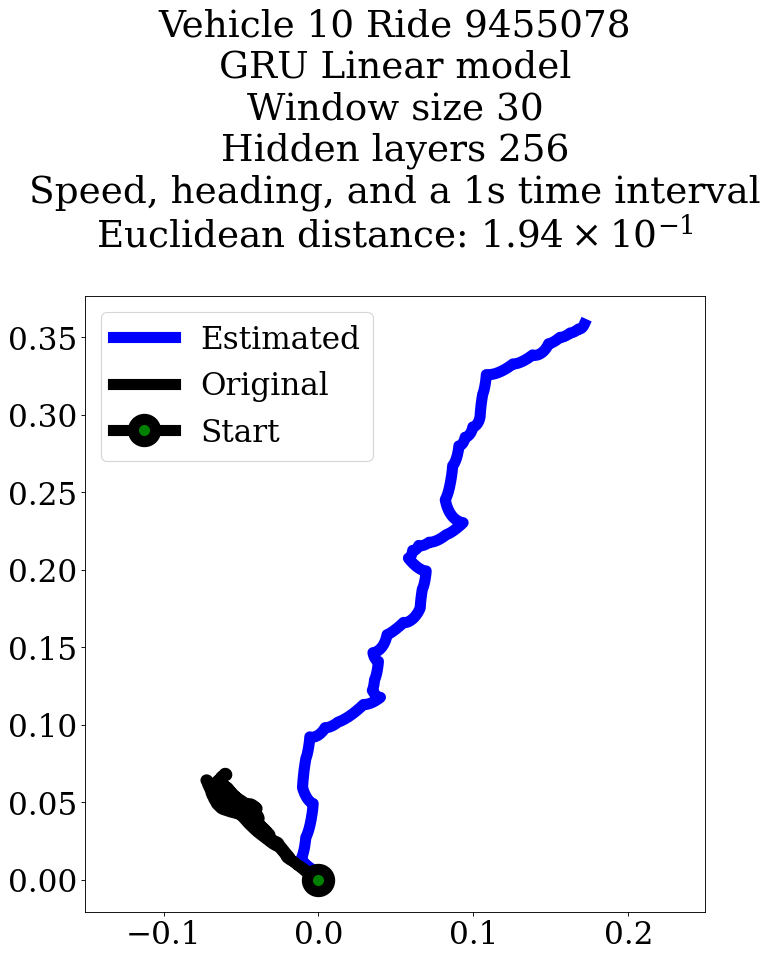 Vehicle 10 Ride 9455078
GRU Linear model
Window size 30
Hidden layers 256
Speed, heading, and a 1s time interval
Euclidean distance: 1.94 × 10⁻¹
Estimated
Original
Start
0.35
0.30
0.25
0.20
0.15
0.10
0.05
0.00
−0.1
0.0
0.1
0.2